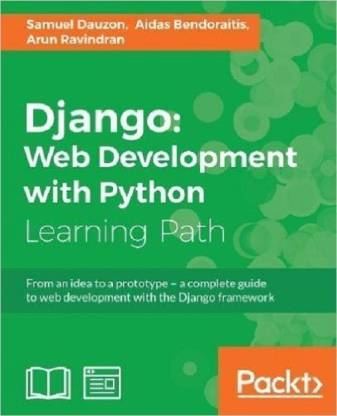 Samuel Dauzon, Aidas Bendoraitis,
Arun Ravindran
Django:
Web Development
with Python
Learning Path
From an idea to a prototype – a complete guide
to web development with the Django framework
Packt>